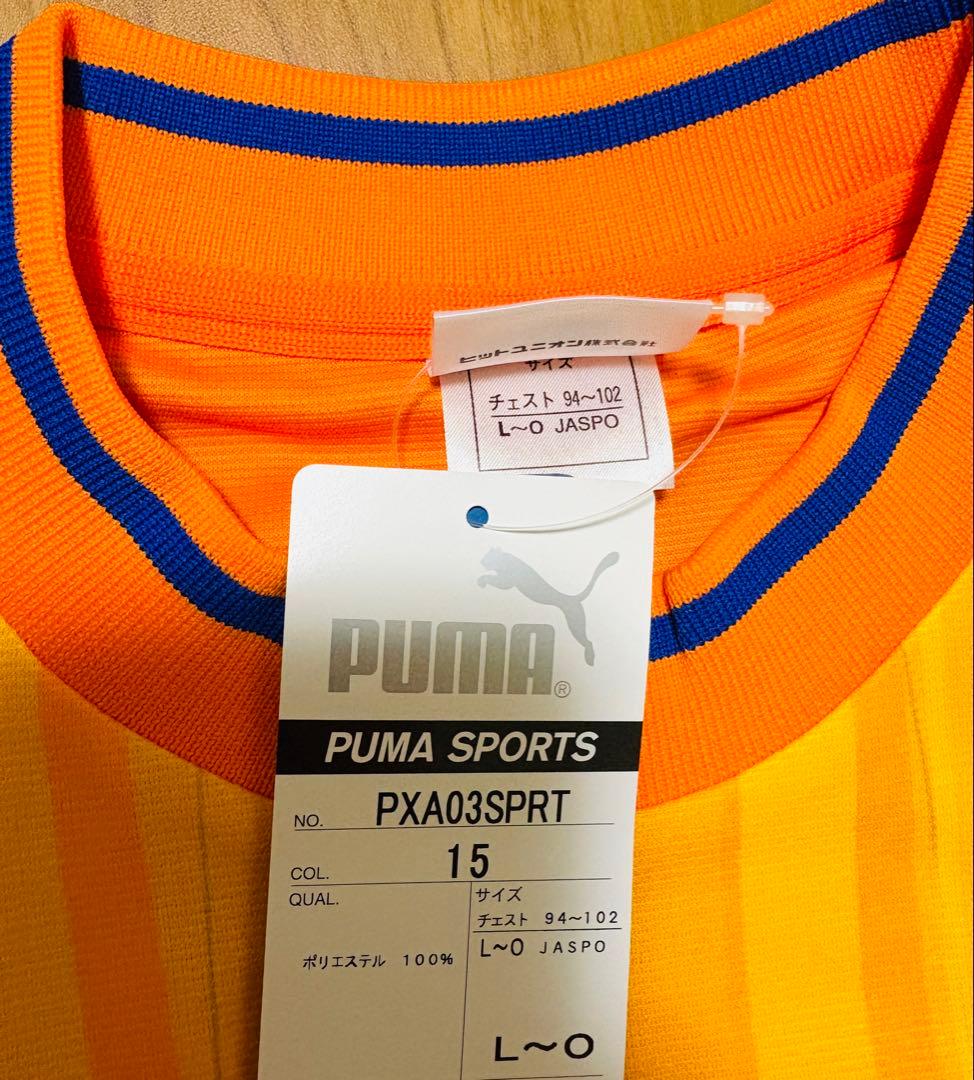 ヒットユニオン株式会社
サイズ
チェスト 94～102
L～O JASPO
PUMA®
PUMA SPORTS
NO. PXA03SPRT
COL. 15
QUAL.
ポリエステル 100%
サイズ
チェスト 94～102
L～O JASPO
L～O